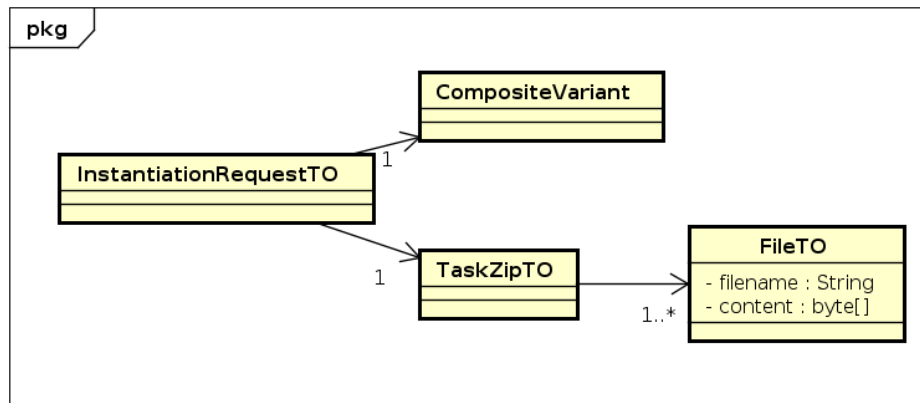 pkg
CompositeVariant
1
InstantiationRequestTO
1
TaskZipTO
FileTO
- filename : String
- content : byte[]
1..*